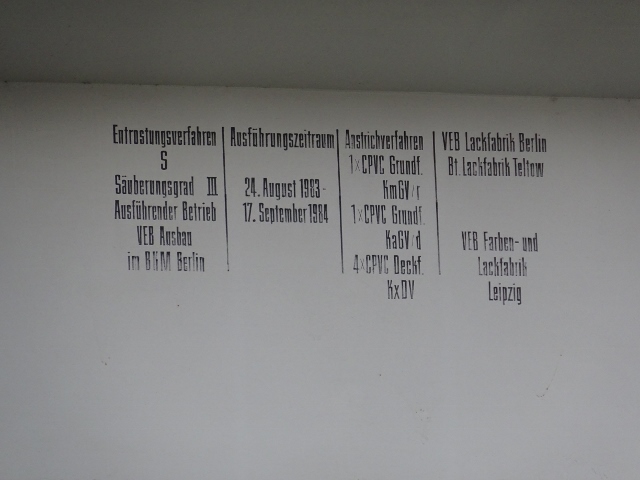 Entrostungsverfahren
S
Säuberungsgrad III
Ausführender Betrieb
VEB Ausbau
im BKM Berlin
Ausführungszeitraum
24. August 1983-
17. September 1984
Anstrichverfahren
1×CPVC Grundf.
KmGV/r
1×CPVC Grundf.
KaGV/d
4×CPVC Deckf.
KxDV
VEB Lackfabrik Berlin
Bt. Lackfabrik Teltow
VEB Farben- und
Lackfabrik
Leipzig